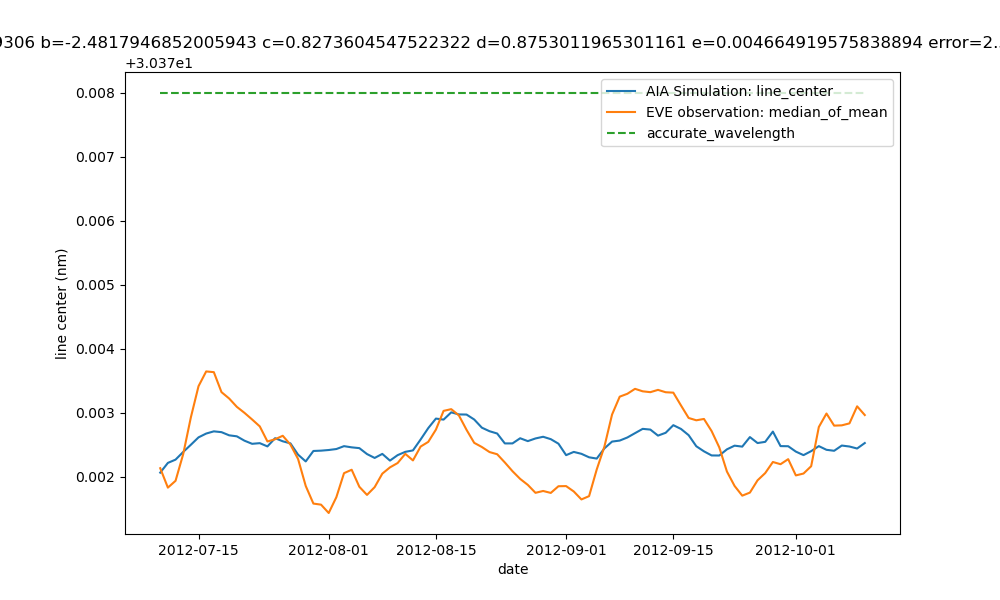 9306 b=-2.4817946852005943 c=0.8273604547522322 d=0.8753011965301161 e=0.004664919575838894 error=2.
+3.037e1
0.008
0.007
0.006
0.005
0.004
0.003
0.002
line center (nm)
AIA Simulation: line_center
EVE observation: median_of_mean
accurate_wavelength
2012-07-15
2012-08-01
2012-08-15
2012-09-01
2012-09-15
2012-10-01
date